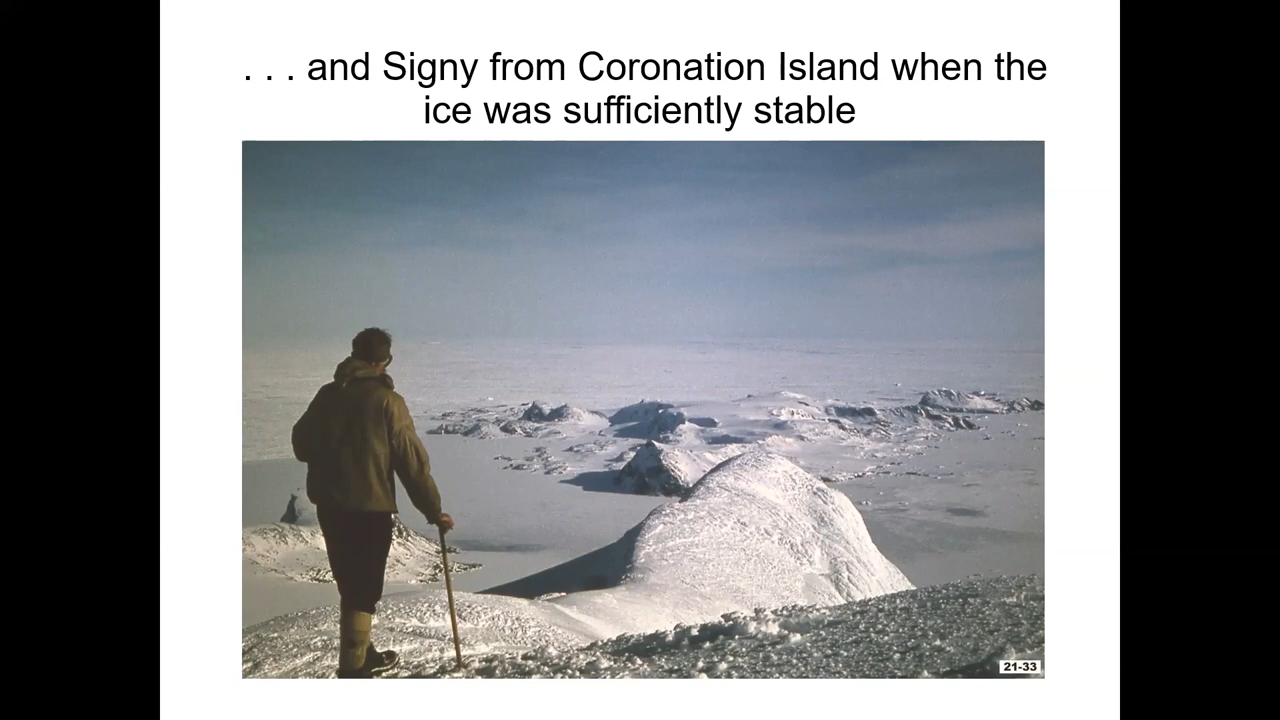 . . . and Signy from Coronation Island when the
ice was sufficiently stable
21-33